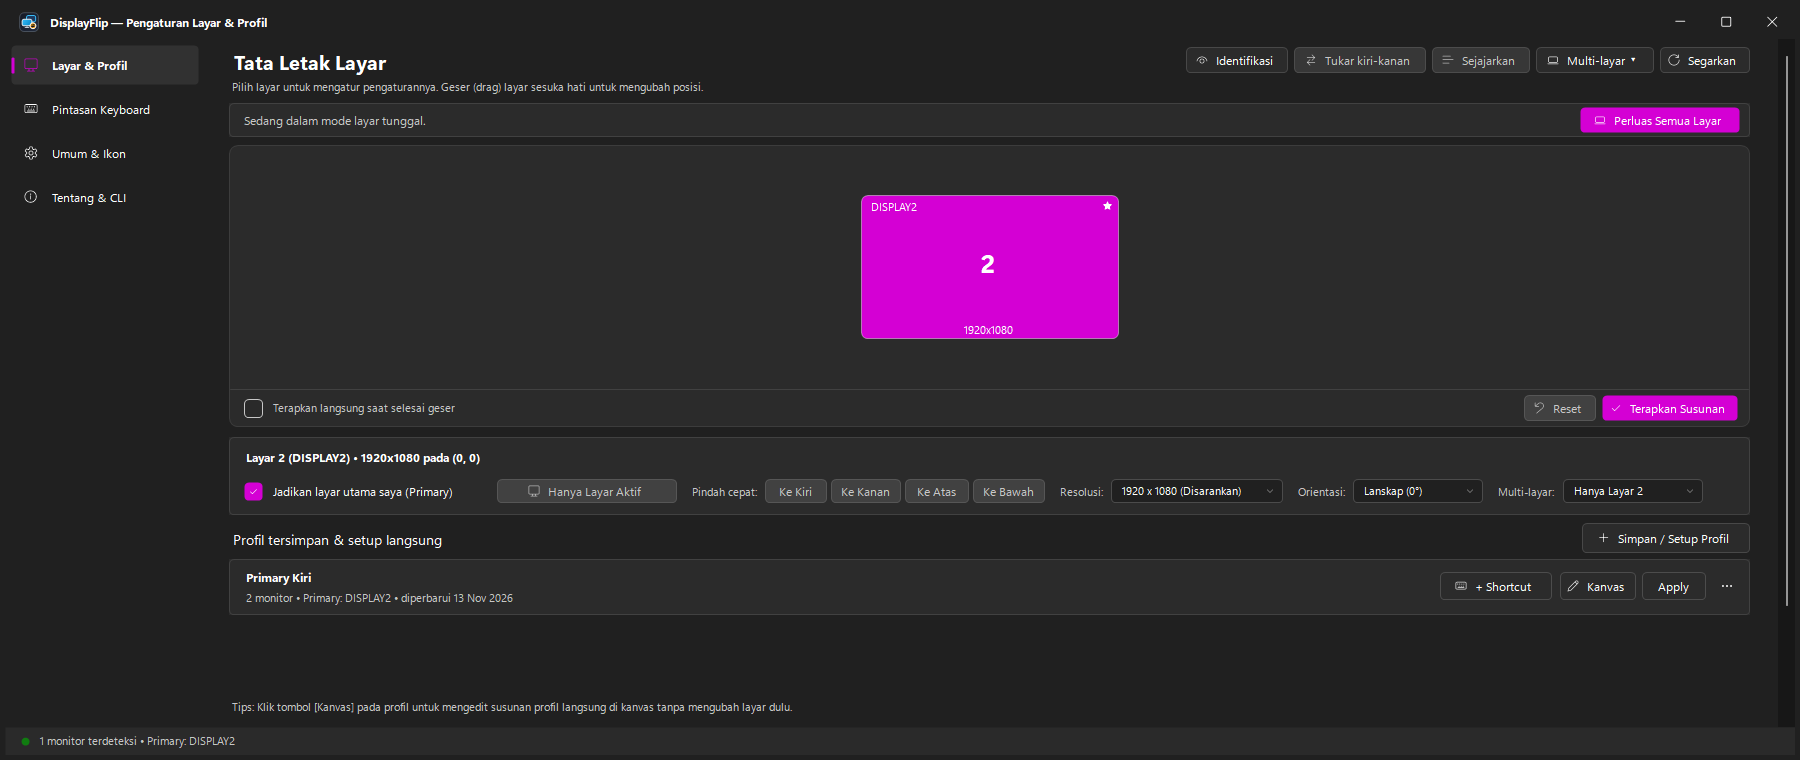 DisplayFlip — Pengaturan Layar & Profil
Layar & Profil
Pintasan Keyboard
Umum & Ikon
Tentang & CLI
Tata Letak Layar
Identifikasi
Tukar kiri-kanan
Sejajarkan
Multi-layar
Segarkan
Pilih layar untuk mengatur pengaturannya. Geser (drag) layar sesuka hati untuk mengubah posisi.
Sedang dalam mode layar tunggal.
Perluas Semua Layar
DISPLAY2
2
1920x1080
Terapkan langsung saat selesai geser
Reset
Terapkan Susunan
Layar 2 (DISPLAY2) • 1920x1080 pada (0, 0)
Jadikan layar utama saya (Primary)
Hanya Layar Aktif
Pindah cepat:
Ke Kiri
Ke Kanan
Ke Atas
Ke Bawah
Resolusi:
1920 x 1080 (Disarankan)
Orientasi:
Lanskap (0°)
Multi-layar:
Hanya Layar 2
Profil tersimpan & setup langsung
Simpan / Setup Profil
Primary Kiri
2 monitor • Primary: DISPLAY2 • diperbarui 13 Nov 2026
+ Shortcut
Kanvas
Apply
Tips: Klik tombol [Kanvas] pada profil untuk mengedit susunan profil langsung di kanvas tanpa mengubah layar dulu.
1 monitor terdeteksi • Primary: DISPLAY2